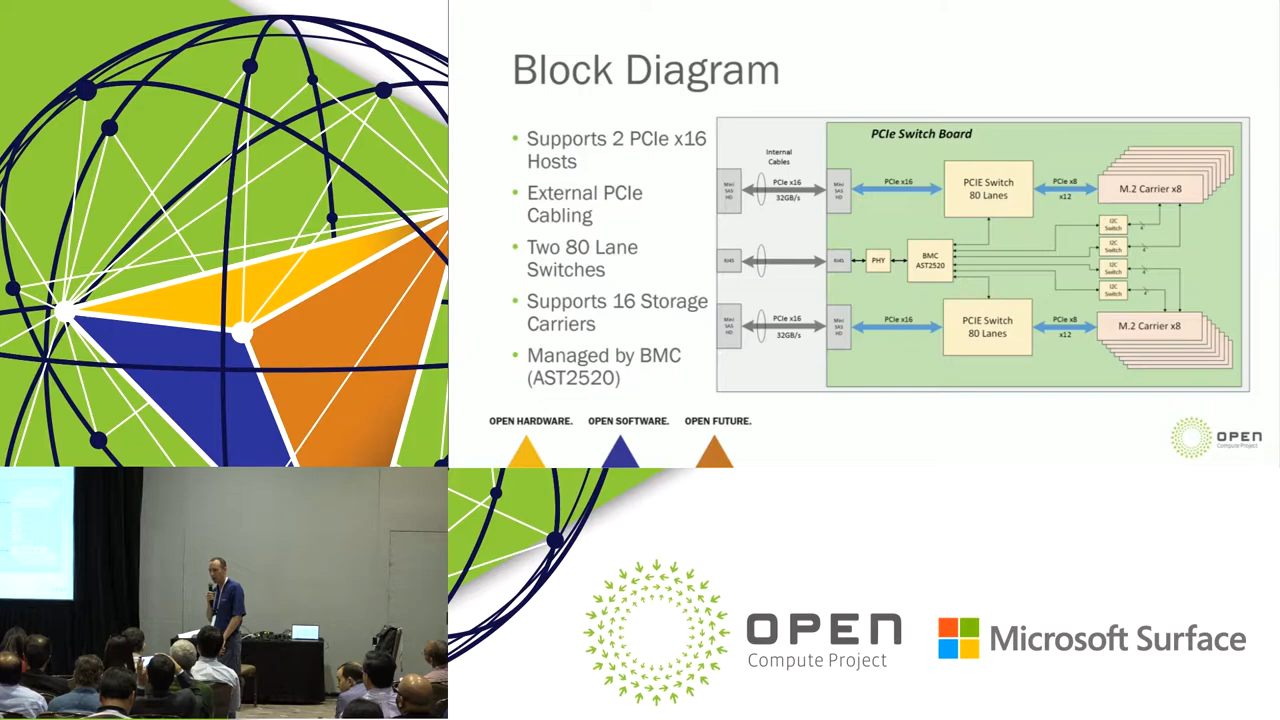 Block Diagram
• Supports 2 PCIe x16
Hosts
• External PCIe
Cabling
• Two 80 Lane
Switches
• Supports 16 Storage
Carriers
• Managed by BMC
(AST2520)
PCIe Switch Board
Internal
Cables
Mini
SAS
HD
PCIe x16
32GB/s
Mini
SAS
HD
PCIe x16
PCIE Switch
80 Lanes
PCIe x8
x12
M.2 Carrier x8
I2C
Switch
I2C
Switch
I2C
Switch
I2C
Switch
RJ45
RJ45
PHY
BMC
AST2520
Mini
SAS
HD
PCIe x16
32GB/s
Mini
SAS
HD
PCIe x16
PCIE Switch
80 Lanes
PCIe x8
x12
M.2 Carrier x8
OPEN HARDWARE. OPEN SOFTWARE. OPEN FUTURE.
OPEN
Compute Project
OPEN
Compute Project
Microsoft Surface